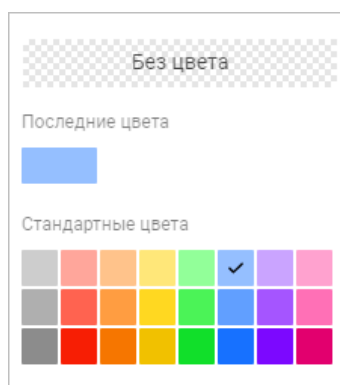 Без цвета
Последние цвета
Стандартные цвета